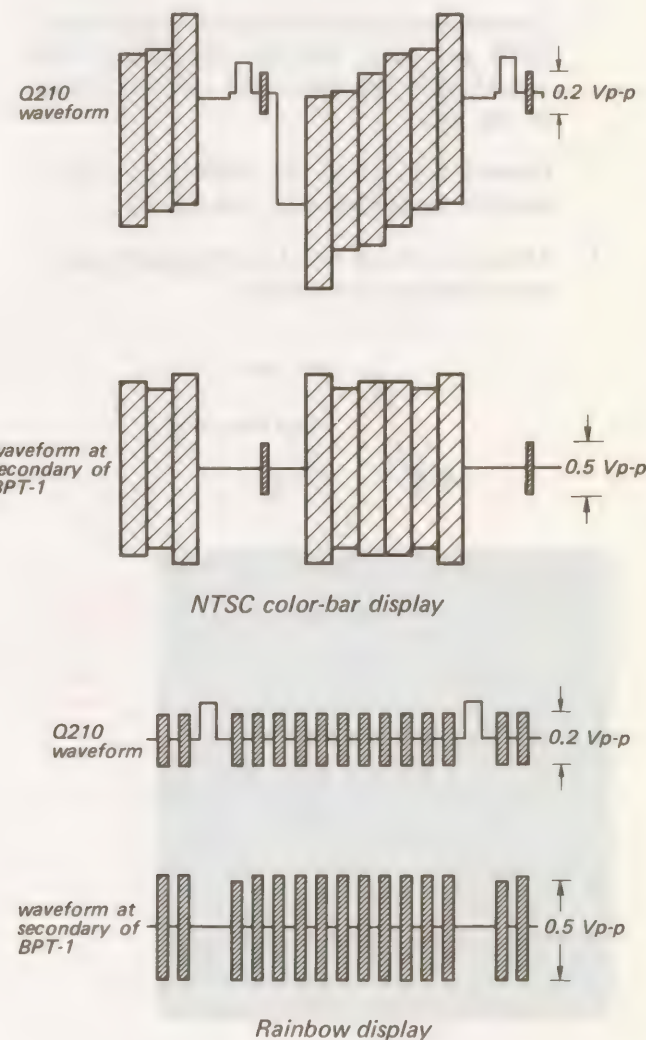 Q210
waveform
0.2 Vp-p
waveform at
secondary of
BPT-1
0.5 Vp-p
NTSC color-bar display
Q210
waveform
0.2 Vp-p
waveform at
secondary of
BPT-1
0.5 Vp-p
Rainbow display